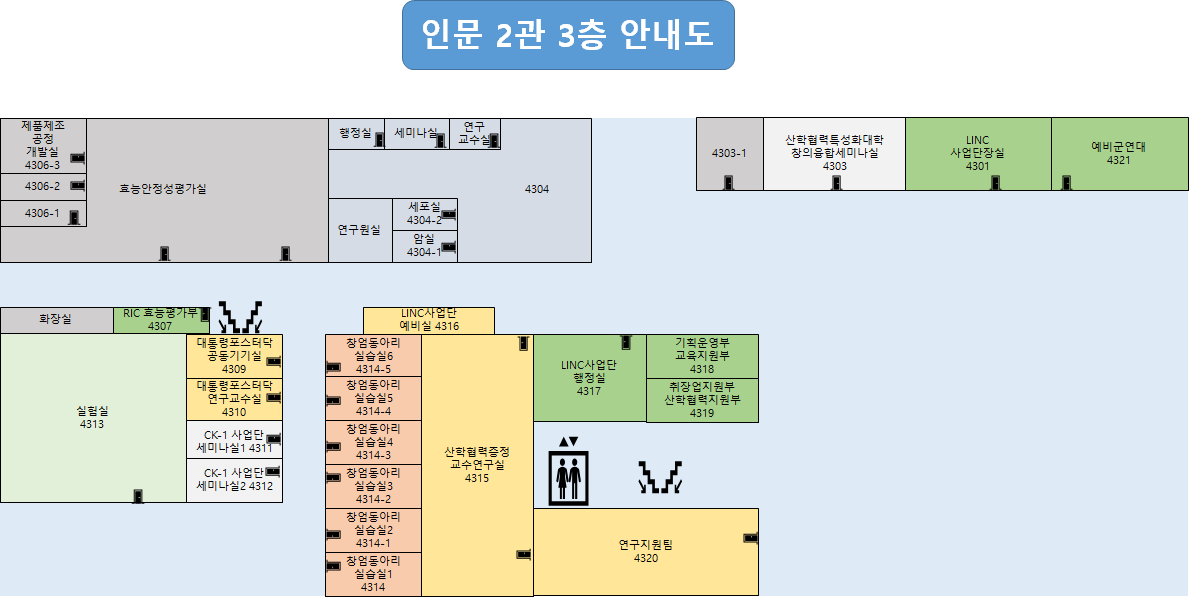 인문 2관 3층 안내도
제품제조
공정
개발실
4306-3
4306-2
4306-1
효능안정성평가실
행정실
세미나실
연구
교수실
4304
연구원실
세포실
4304-2
암실
4304-1
4303-1
산학협력특성화대학
창의융합세미나실
4303
LINC
사업단장실
4301
예비군연대
4321
화장실
RIC 효능평가부
4307
대통령포스터닥
공동기기실
4309
대통령포스터닥
연구교수실
4310
CK-1 사업단
세미나실1 4311
CK-1 사업단
세미나실2 4312
실험실
4313
LINC사업단
예비실 4316
창업동아리
실습실6
4314-5
창업동아리
실습실5
4314-4
창업동아리
실습실4
4314-3
창업동아리
실습실3
4314-2
창업동아리
실습실2
4314-1
창업동아리
실습실1
4314
산학협력중점
교수연구실
4315
LINC사업단
행정실
4317
기획운영부
교육지원부
4318
취장업지원부
산학협력지원부
4319
연구지원팀
4320